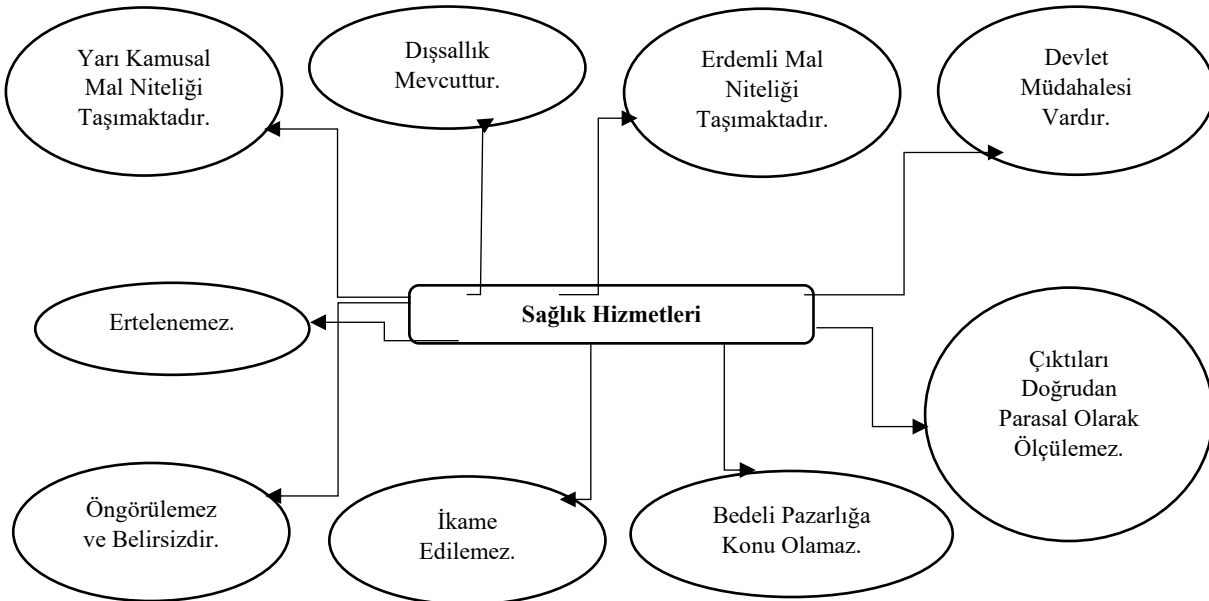 Yarı Kamusal
Mal Niteliği
Taşımaktadır.
Dışsallık
Mevcuttur.
Erdemli Mal
Niteliği
Taşımaktadır.
Devlet
Müdahalesi
Vardır.
Ertelenemez.
Sağlık Hizmetleri
Çıktıları
Doğrudan
Parasal Olarak
Ölçülemez.
Öngörülemez
ve Belirsizdir.
İkame
Edilemez.
Bedeli Pazarlığa
Konu Olamaz.